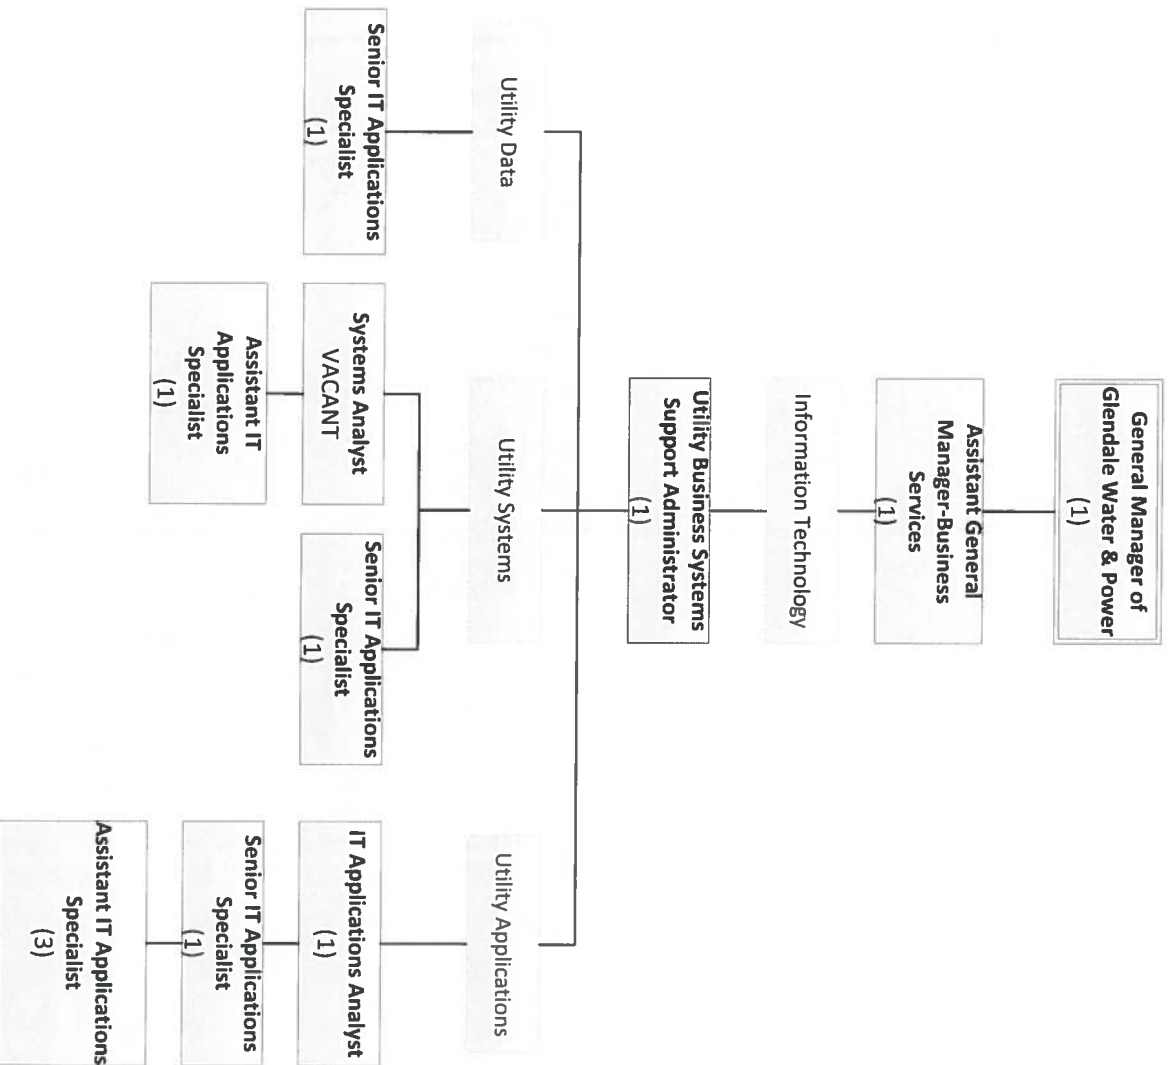 General Manager of
Glendale Water & Power
(1)
Assistant General
Manager-Business
Services
(1)
Information Technology
Utility Business Systems
Support Administrator
(1)
Utility Data
Utility Systems
Utility Applications
Senior IT Applications
Specialist
(1)
Systems Analyst
VACANT
Senior IT Applications
Specialist
(1)
IT Applications Analyst
(1)
Assistant IT
Applications
Specialist
(1)
Senior IT Applications
Specialist
(1)
Assistant IT Applications
Specialist
(3)